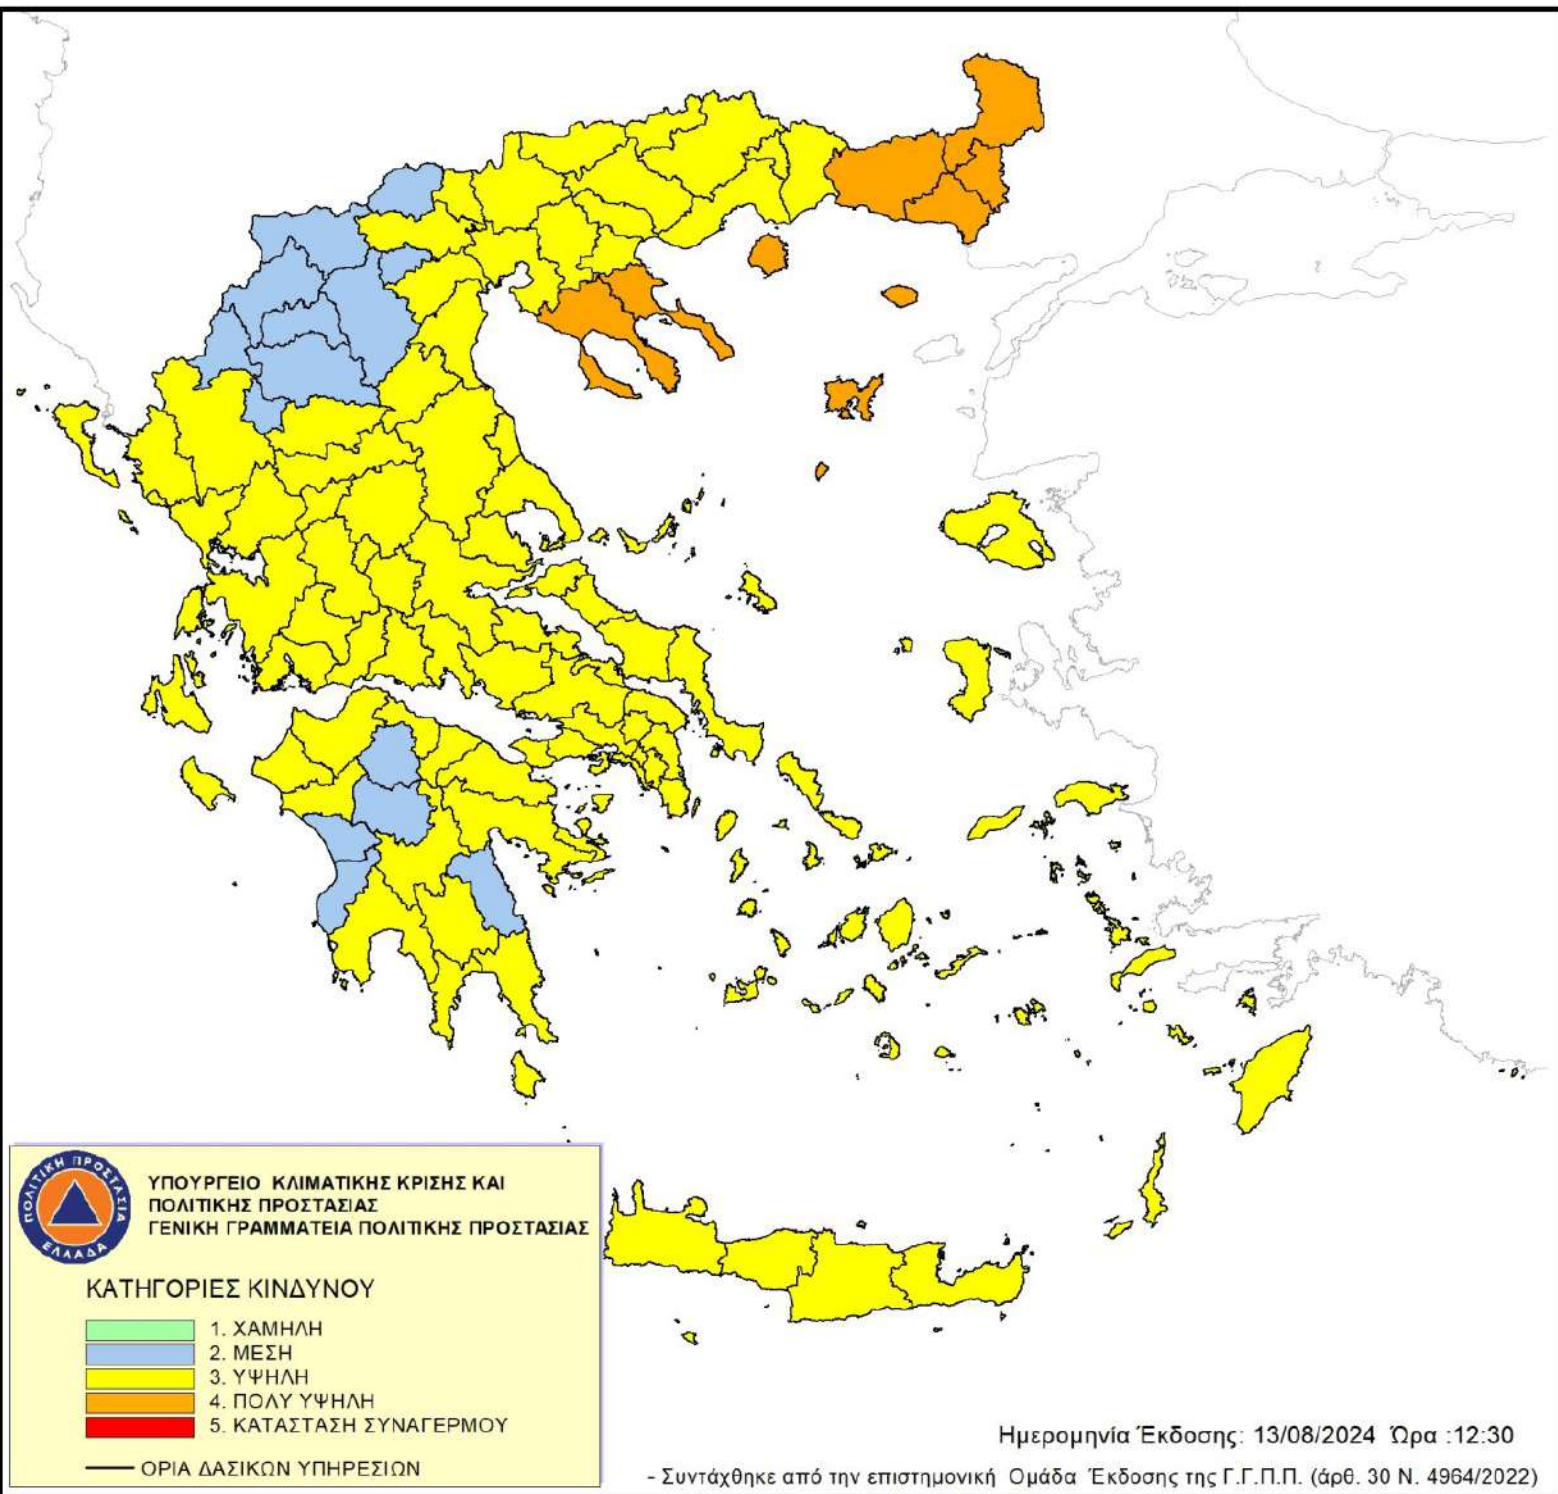 ΠΟΛΙΤΙΚΗ ΠΡΟΣΤΑΣΙΑ
ΕΛΛΑΔΑ
ΥΠΟΥΡΓΕΙΟ ΚΛΙΜΑΤΙΚΗΣ ΚΡΙΣΗΣ ΚΑΙ
ΠΟΛΙΤΙΚΗΣ ΠΡΟΣΤΑΣΙΑΣ
ΓΕΝΙΚΗ ΓΡΑΜΜΑΤΕΙΑ ΠΟΛΙΤΙΚΗΣ ΠΡΟΣΤΑΣΙΑΣ
ΚΑΤΗΓΟΡΙΕΣ ΚΙΝΔΥΝΟΥ
1. ΧΑΜΗΛΗ
2. ΜΕΣΗ
3. ΥΨΗΛΗ
4. ΠΟΛΥ ΥΨΗΛΗ
5. ΚΑΤΑΣΤΑΣΗ ΣΥΝΑΓΕΡΜΟΥ
ΟΡΙΑ ΔΑΣΙΚΩΝ ΥΠΗΡΕΣΙΩΝ
Ημερομηνία Έκδοσης: 13/08/2024 Ώρα :12:30
- Συντάχθηκε από την επιστημονική Ομάδα Έκδοσης της Γ.Γ.Π.Π. (άρθ. 30 Ν. 4964/2022)